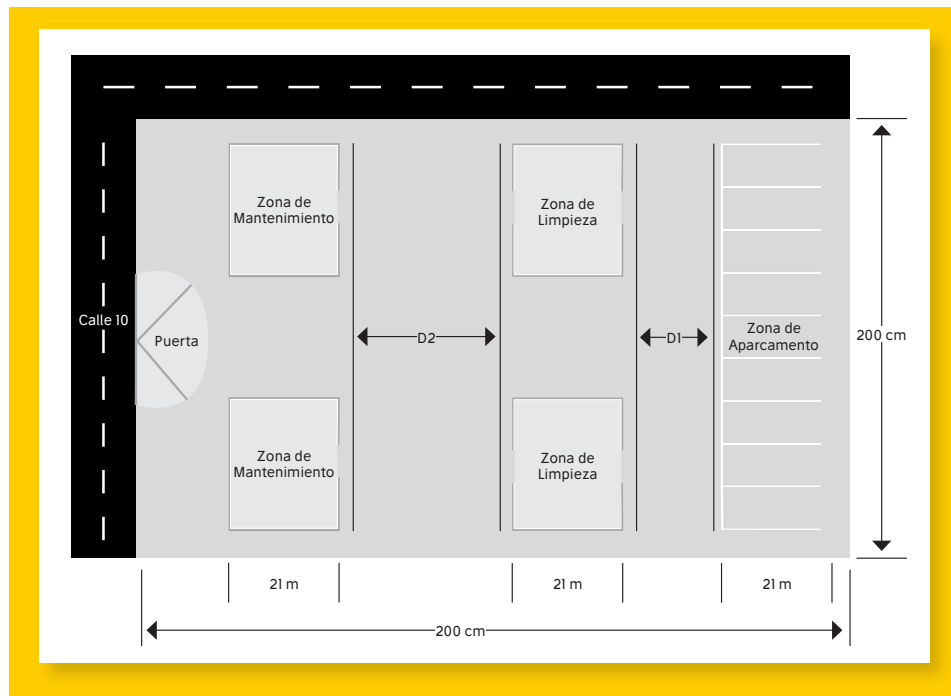 Zona de
Mantenimiento
Zona de
Limpieza
Calle 10
Puerta
D2
D1
Zona de
Aparcamento
200 cm
Zona de
Mantenimiento
Zona de
Limpieza
21 m
21 m
21 m
200 cm